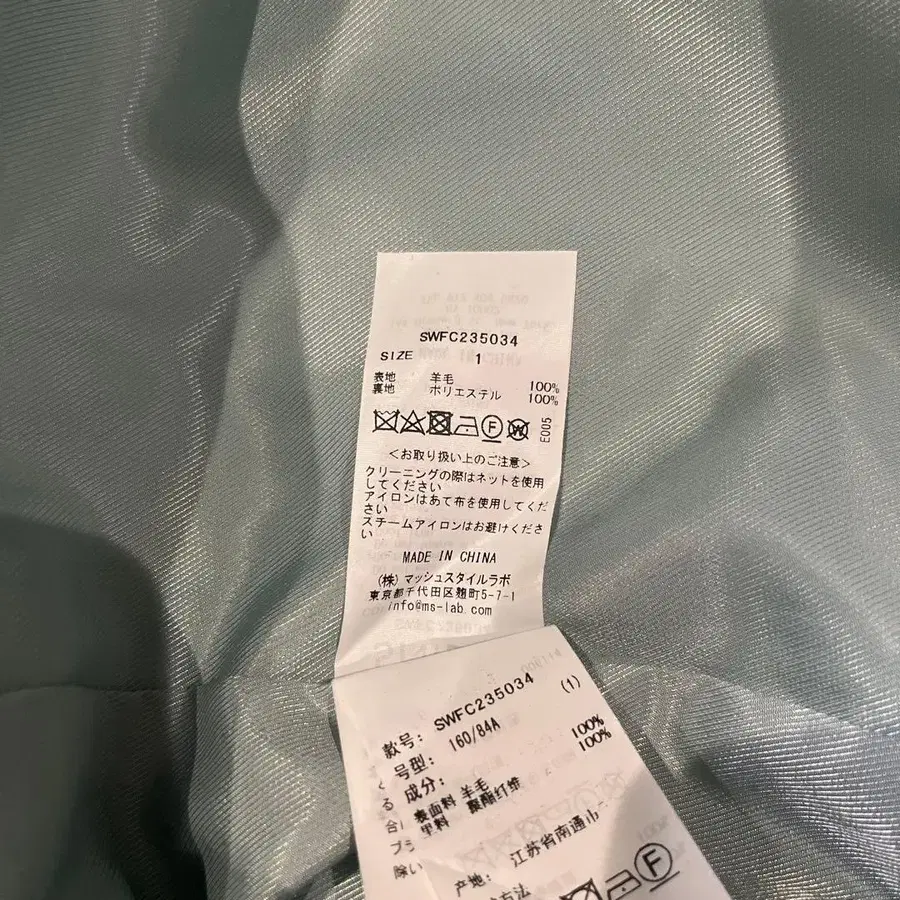 SWFC235034
SIZE 1
表地 羊毛 100%
裏地 ポリエステル 100%
E005
<お取り扱い上のご注意>
クリーニングの際はネットを使用
してください
アイロンはあて布を使用してくだ
さい
スチームアイロンはお避けくださ
い
MADE IN CHINA
(株)マッシュスタイルラボ
東京都千代田区麹町5-7-1
info@ms-lab.com
款号: SWFC235034 (1)
号型: 160/84A
成分:
表面料 羊毛 100%
里料 聚酯纤维 100%
产地: 江苏省南通
方法